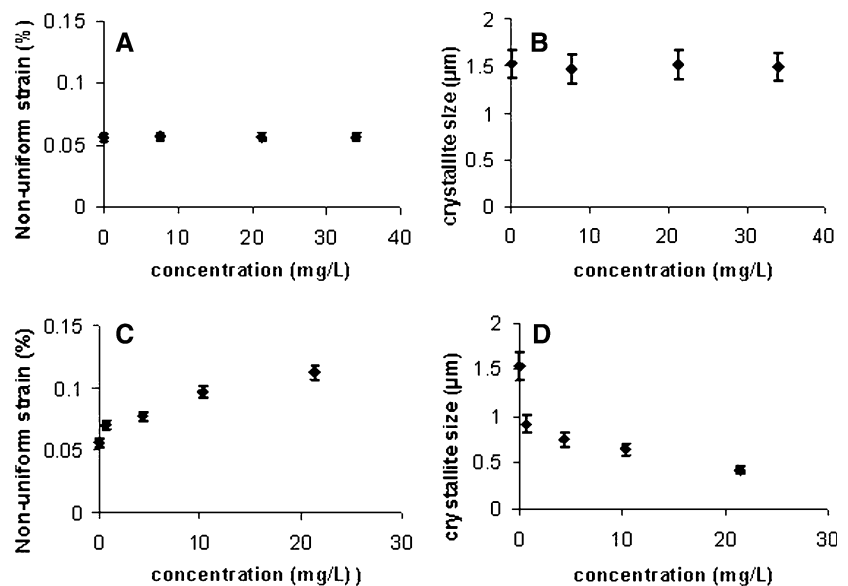 A
Non-uniform strain (%)
0.15
0.1
0.05
0
0 10 20 30 40
concentration (mg/L)
B
crystallite size (µm)
2
1.5
1
0.5
0
0 10 20 30 40
concentration (mg/L)
C
Non-uniform strain (%)
0.15
0.1
0.05
0
0 10 20 30
concentration (mg/L) )
D
crystallite size (µm)
2
1.5
1
0.5
0
0 10 20 30
concentration (mg/L)